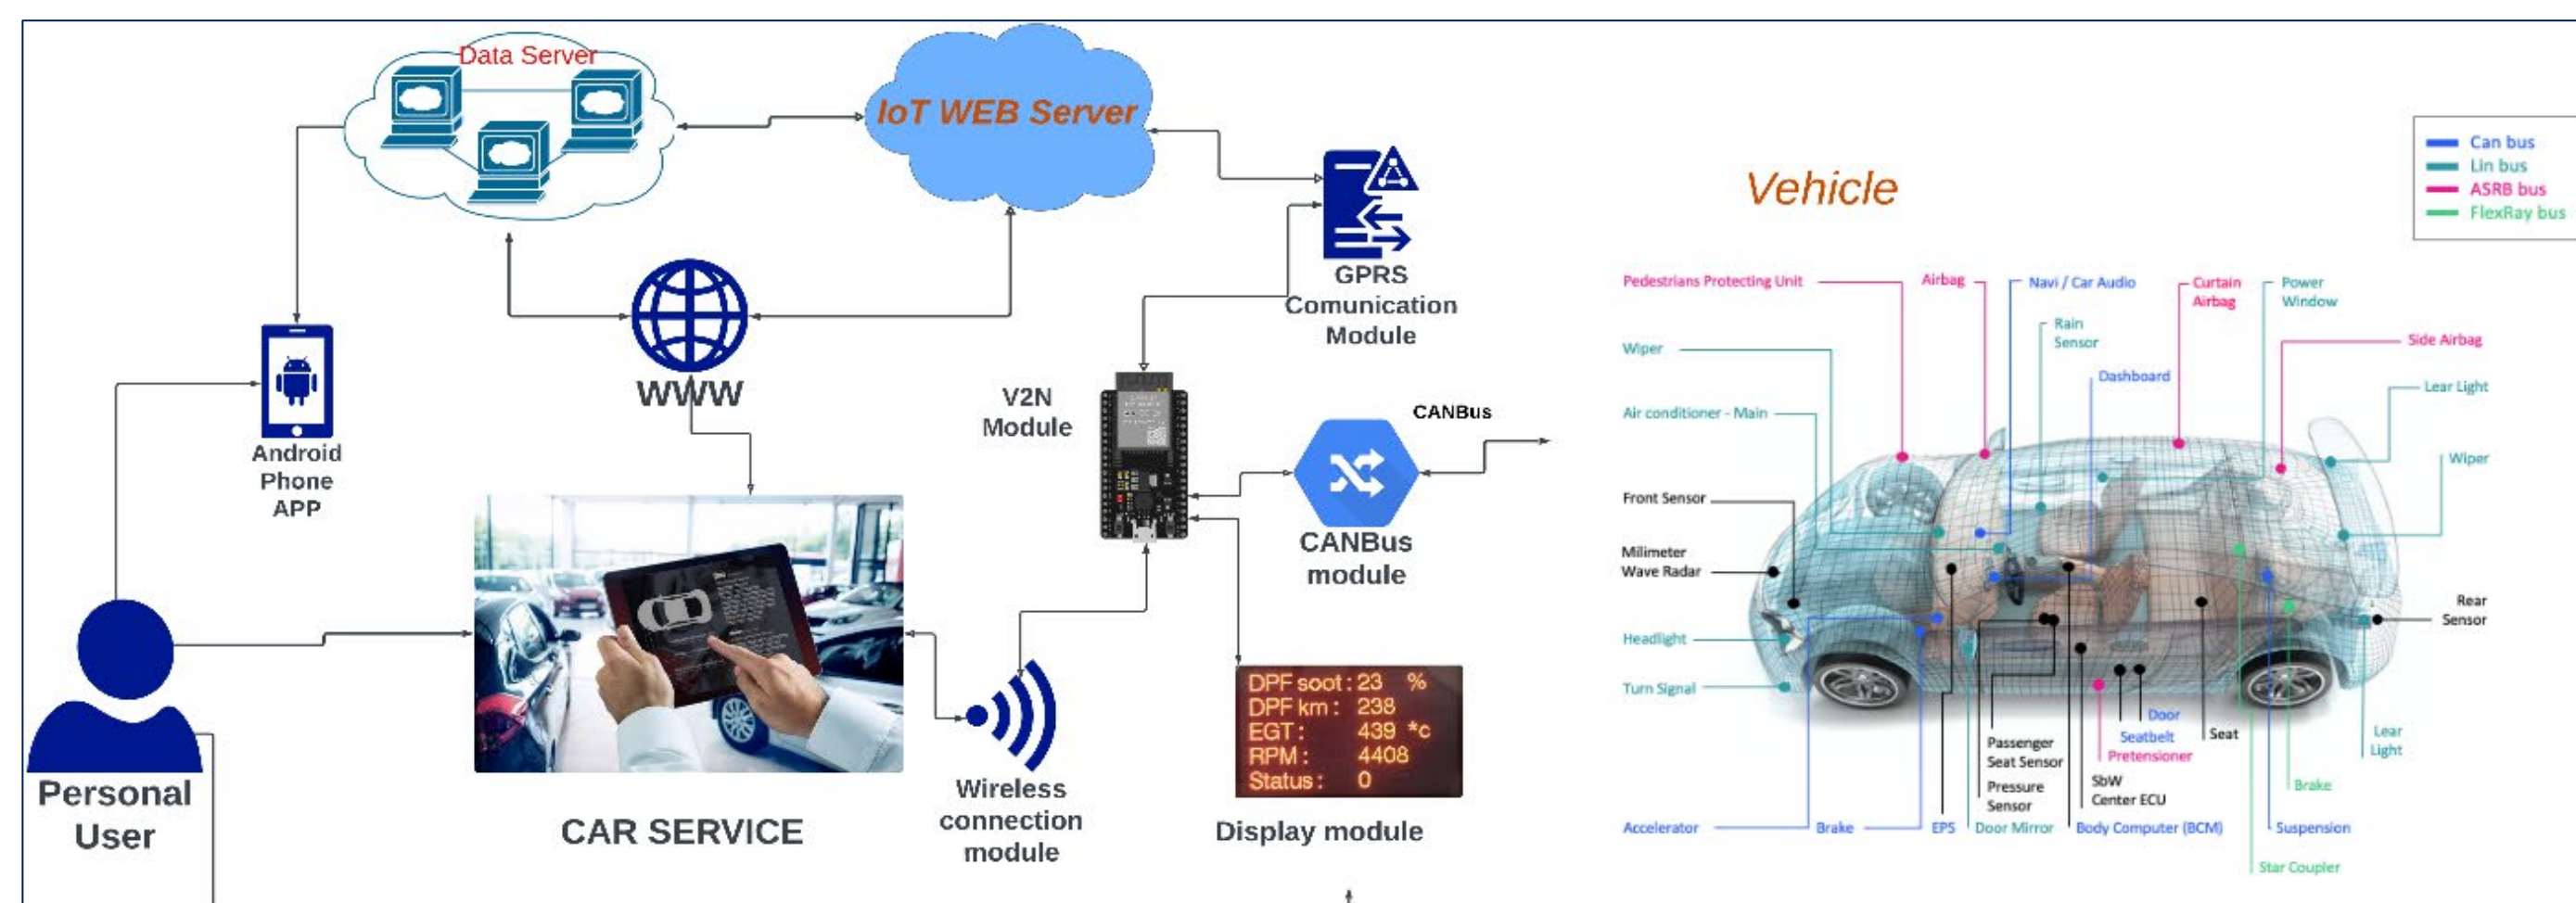 Data Server
IoT WEB Server
GPRS
Comunication
Module
WWW
Android
Phone
APP
V2N
Module
CANBus
CANBus
module
Personal
User
CAR SERVICE
Wireless
connection
module
DPF soot: 23 %
DPF km: 238
EGT: 439 *c
RPM: 4408
Status: 0
Display module
Vehicle
Can bus
Lin bus
ASRB bus
FlexRay bus
Pedestrians Protecting Unit
Airbag
Navi / Car Audio
Curtain
Airbag
Power
Window
Rain
Sensor
Side Airbag
Wiper
Dashboard
Lear Light
Air conditioner - Main
Wiper
Front Sensor
Milimeter
Wave Radar
Rear
Sensor
Headlight
Turn Signal
Door
Seatbelt
Pretensioner
Seat
Lear
Light
Passenger
Seat Sensor
Pressure
Sensor
SbW
Center ECU
Brake
Accelerator
Brake
EPS
Door Mirror
Body Computer (BCM)
Suspension
Star Coupler